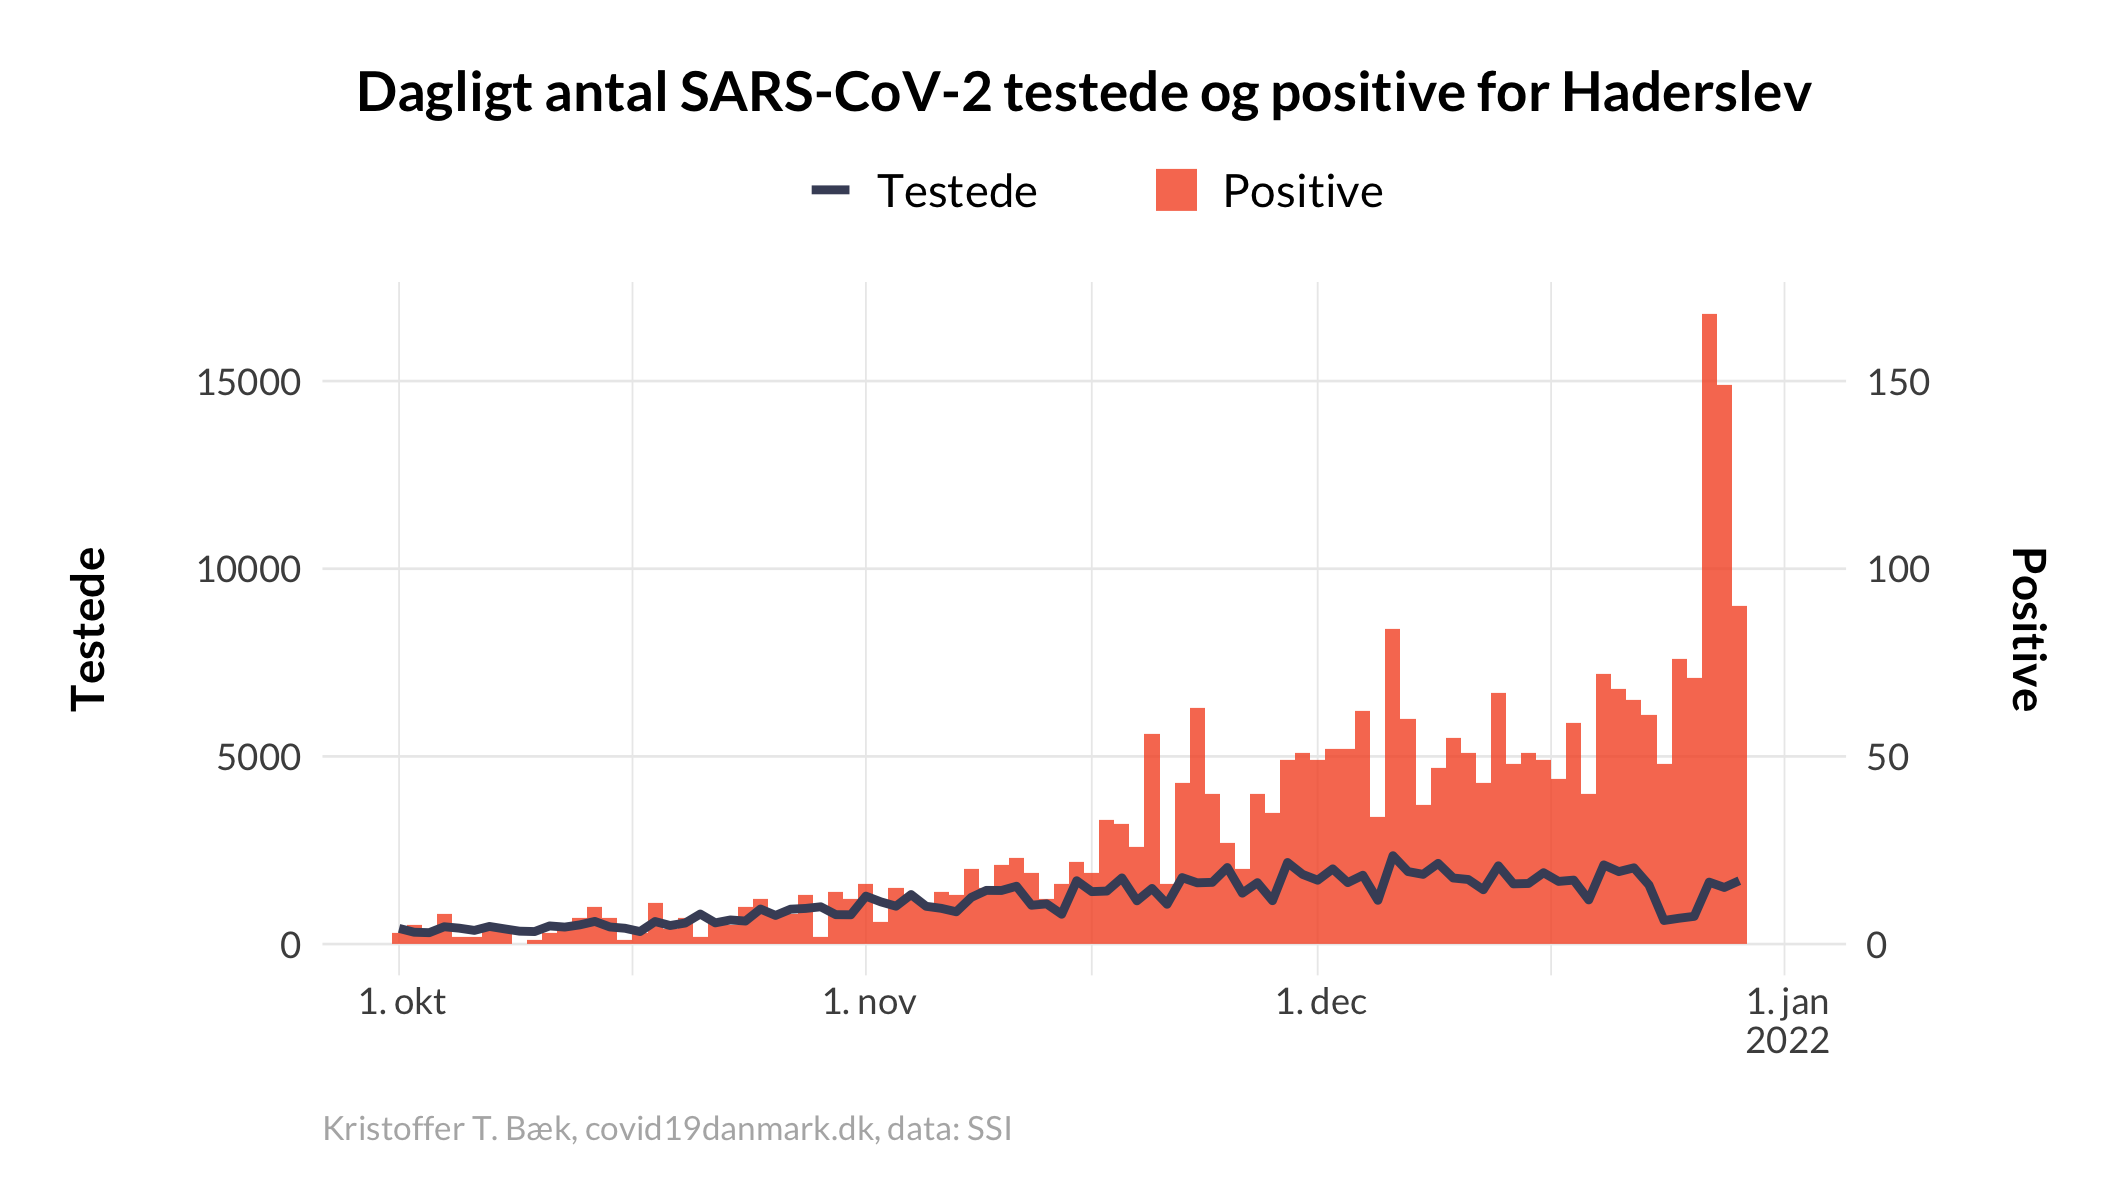 Dagligt antal SARS-CoV-2 testede og positive for Haderslev
Testede
Positive
15000
10000
5000
0
150
100
50
0
Testede
Positive
1. okt
1. nov
1. dec
1. jan
2022
Kristoffer T. Bæk, covid19danmark.dk, data: SSI